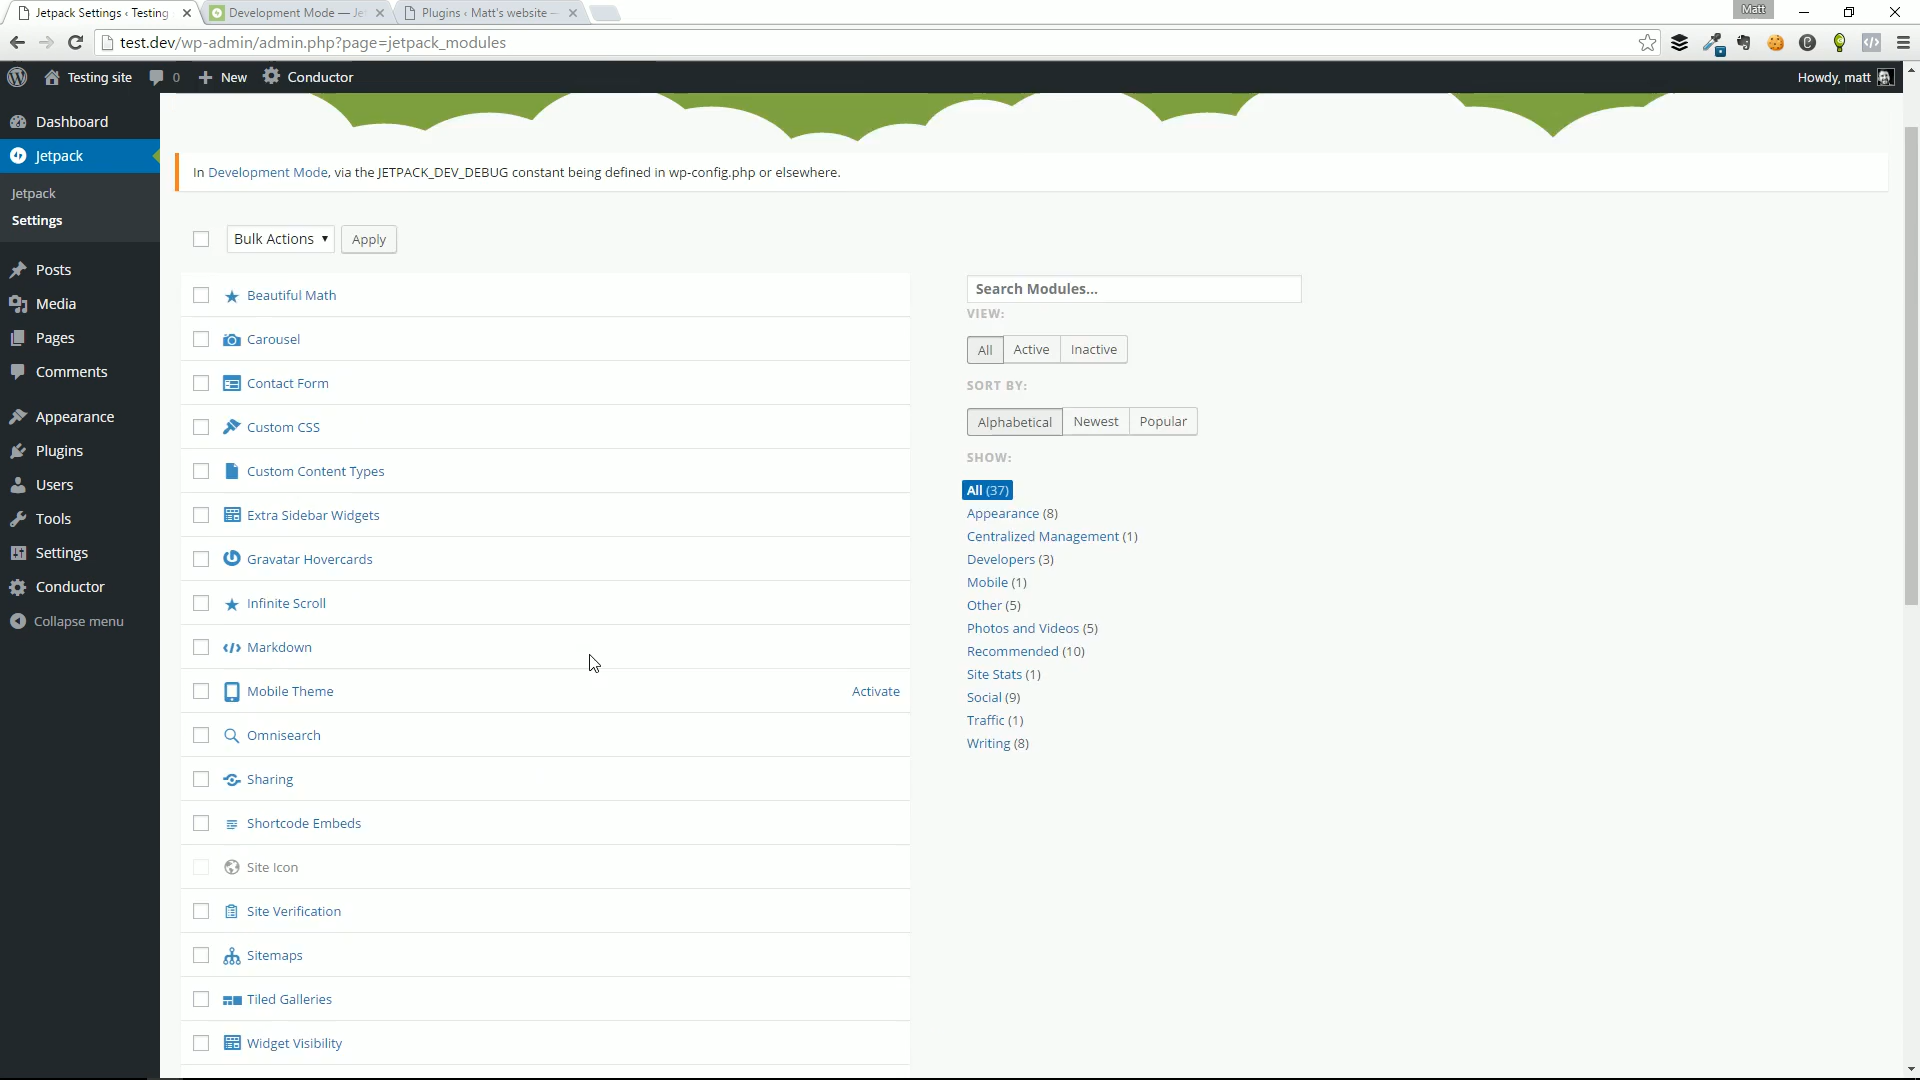 Jetpack Settings ‹ Testing
Development Mode — Je
Plugins ‹ Matt's website —
Matt
test.dev/wp-admin/admin.php?page=jetpack_modules
Testing site
0
New
Conductor
Howdy, matt
Dashboard
Jetpack
Jetpack
Settings
Posts
Media
Pages
Comments
Appearance
Plugins
Users
Tools
Settings
Conductor
Collapse menu
In Development Mode, via the JETPACK_DEV_DEBUG constant being defined in wp-config.php or elsewhere.
Bulk Actions
Apply
Beautiful Math
Carousel
Contact Form
Custom CSS
Custom Content Types
Extra Sidebar Widgets
Gravatar Hovercards
Infinite Scroll
Markdown
Mobile Theme
Activate
Omnisearch
Sharing
Shortcode Embeds
Site Icon
Site Verification
Sitemaps
Tiled Galleries
Widget Visibility
Search Modules...
VIEW:
All
Active
Inactive
SORT BY:
Alphabetical
Newest
Popular
SHOW:
All (37)
Appearance (8)
Centralized Management (1)
Developers (3)
Mobile (1)
Other (5)
Photos and Videos (5)
Recommended (10)
Site Stats (1)
Social (9)
Traffic (1)
Writing (8)